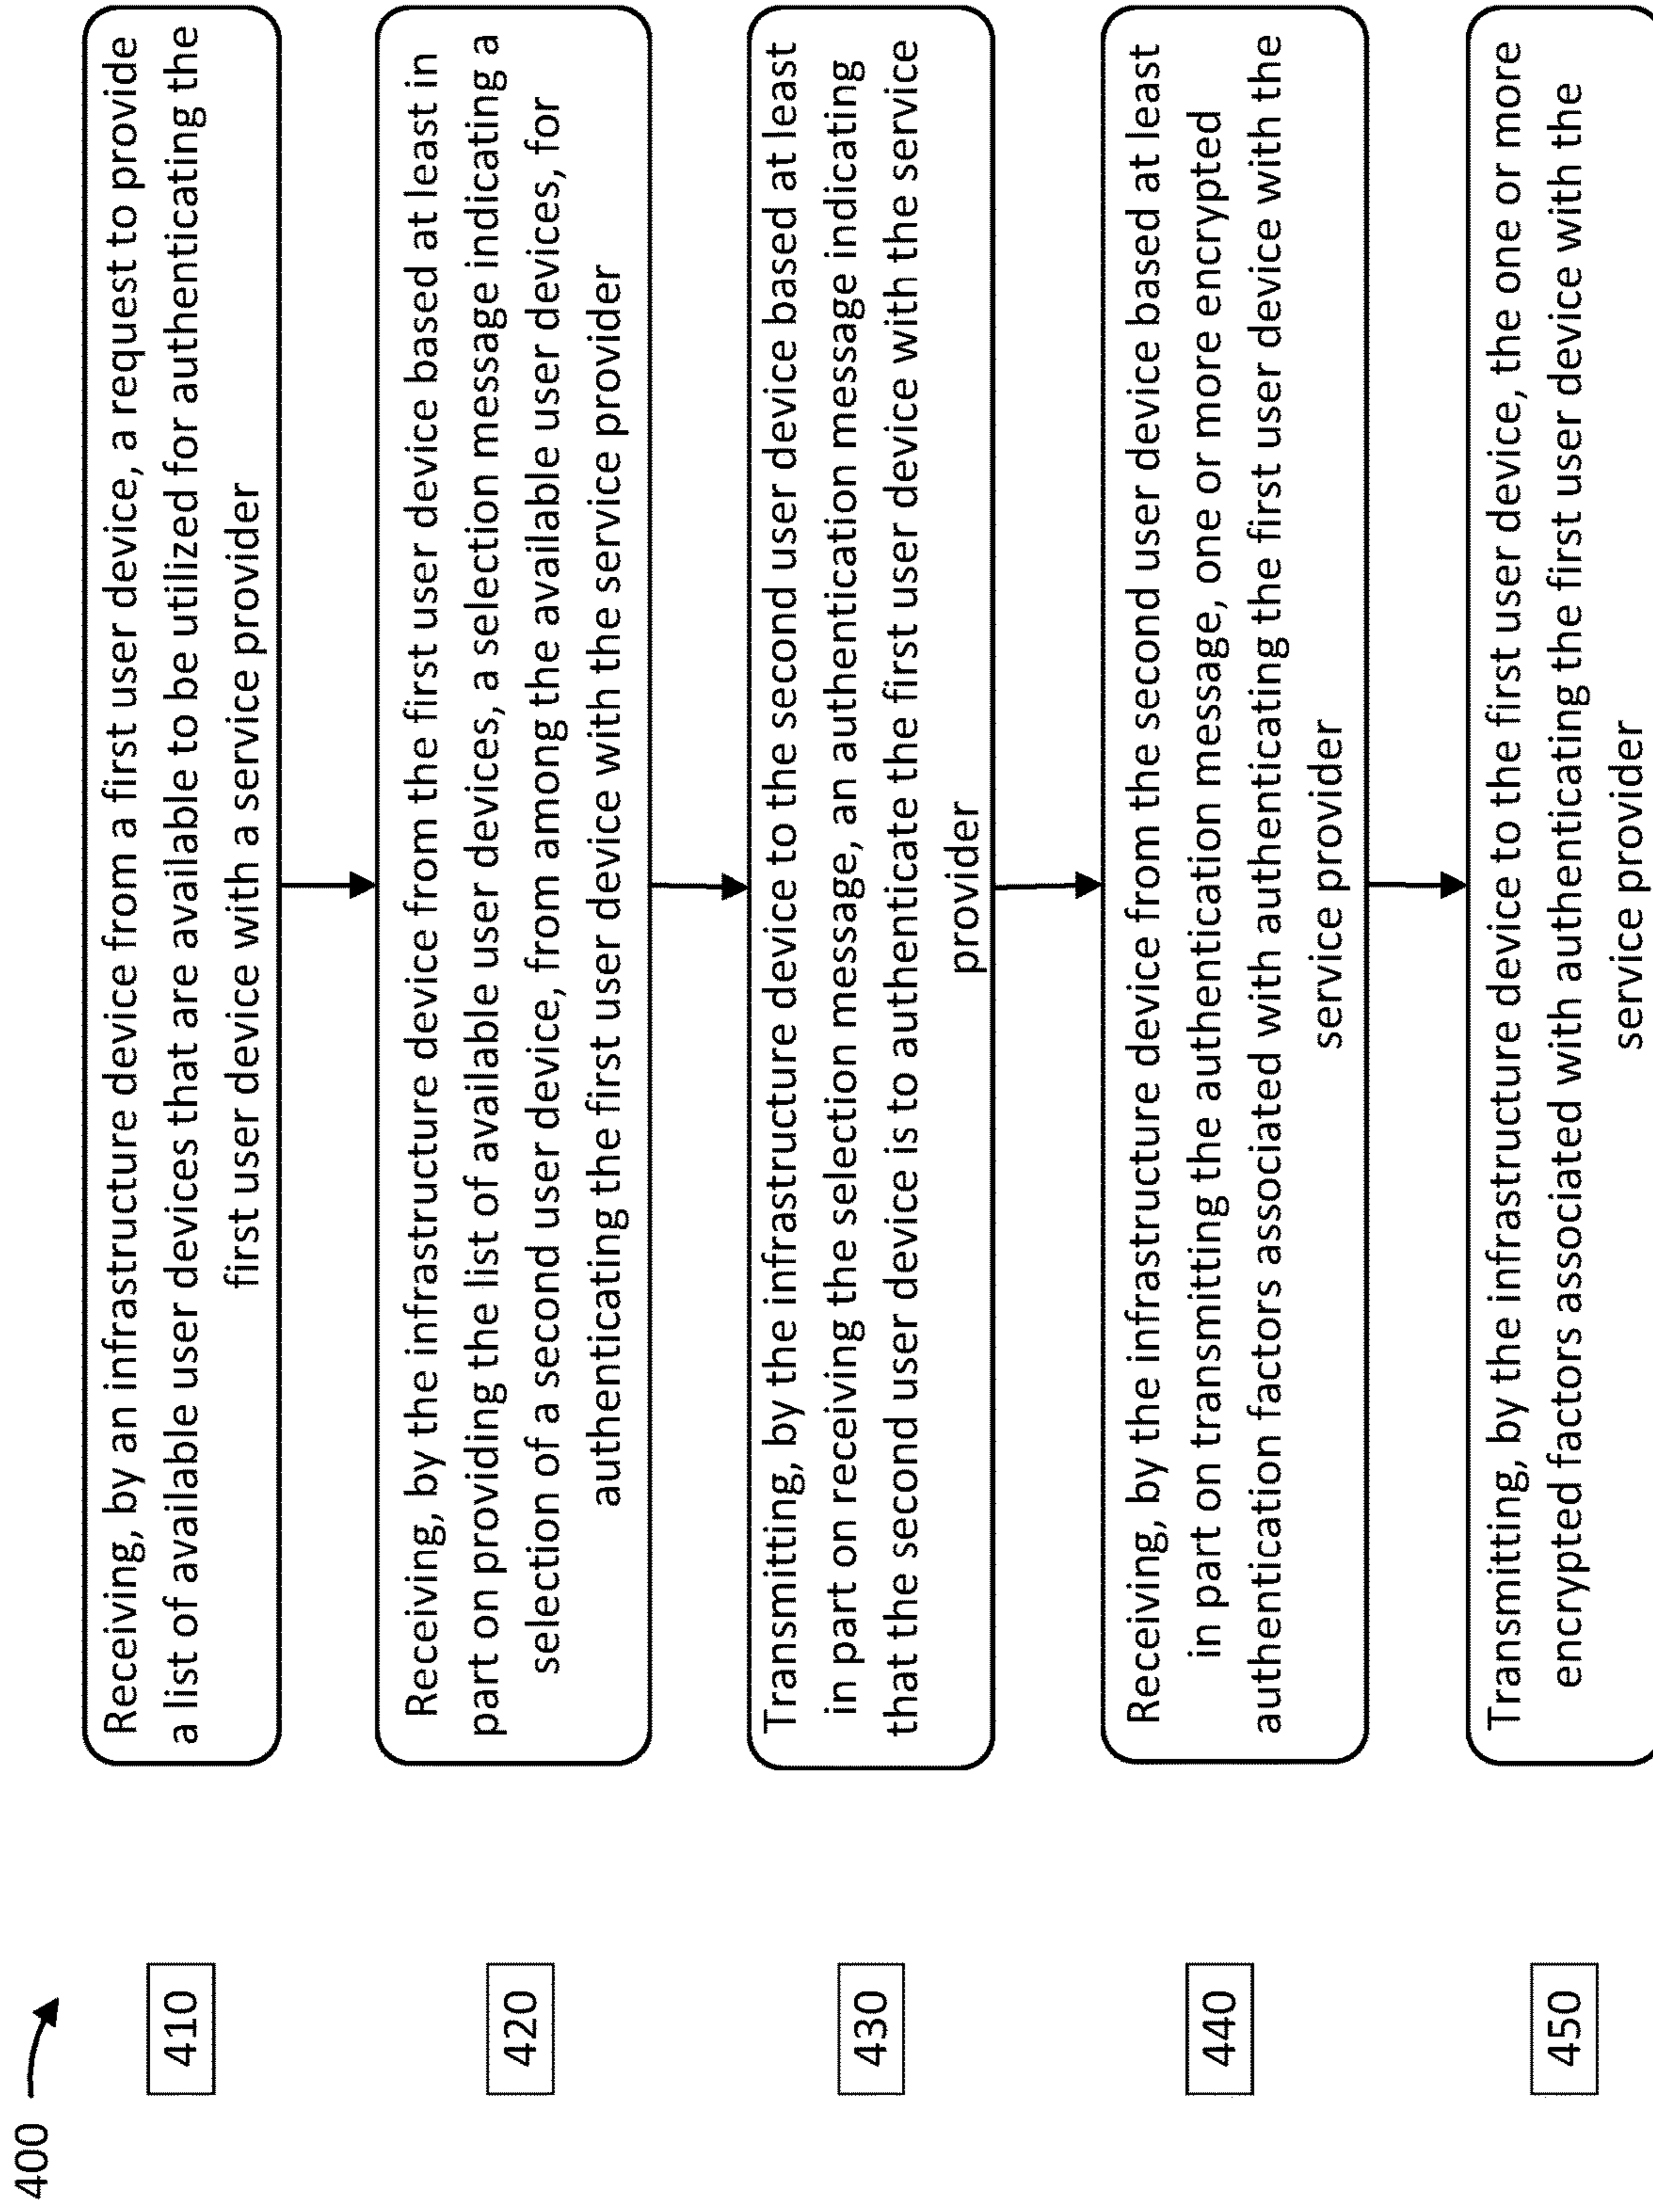 400
410
Receiving, by an infrastructure device from a first user device, a request to provide
a list of available user devices that are available to be utilized for authenticating the
first user device with a service provider
420
Receiving, by the infrastructure device from the first user device based at least in
part on providing the list of available user devices, a selection message indicating a
selection of a second user device, from among the available user devices, for
authenticating the first user device with the service provider
430
Transmitting, by the infrastructure device to the second user device based at least
in part on receiving the selection message, an authentication message indicating
that the second user device is to authenticate the first user device with the service
provider
440
Receiving, by the infrastructure device from the second user device based at least
in part on transmitting the authentication message, one or more encrypted
authentication factors associated with authenticating the first user device with the
service provider
450
Transmitting, by the infrastructure device to the first user device, the one or more
encrypted factors associated with authenticating the first user device with the
service provider